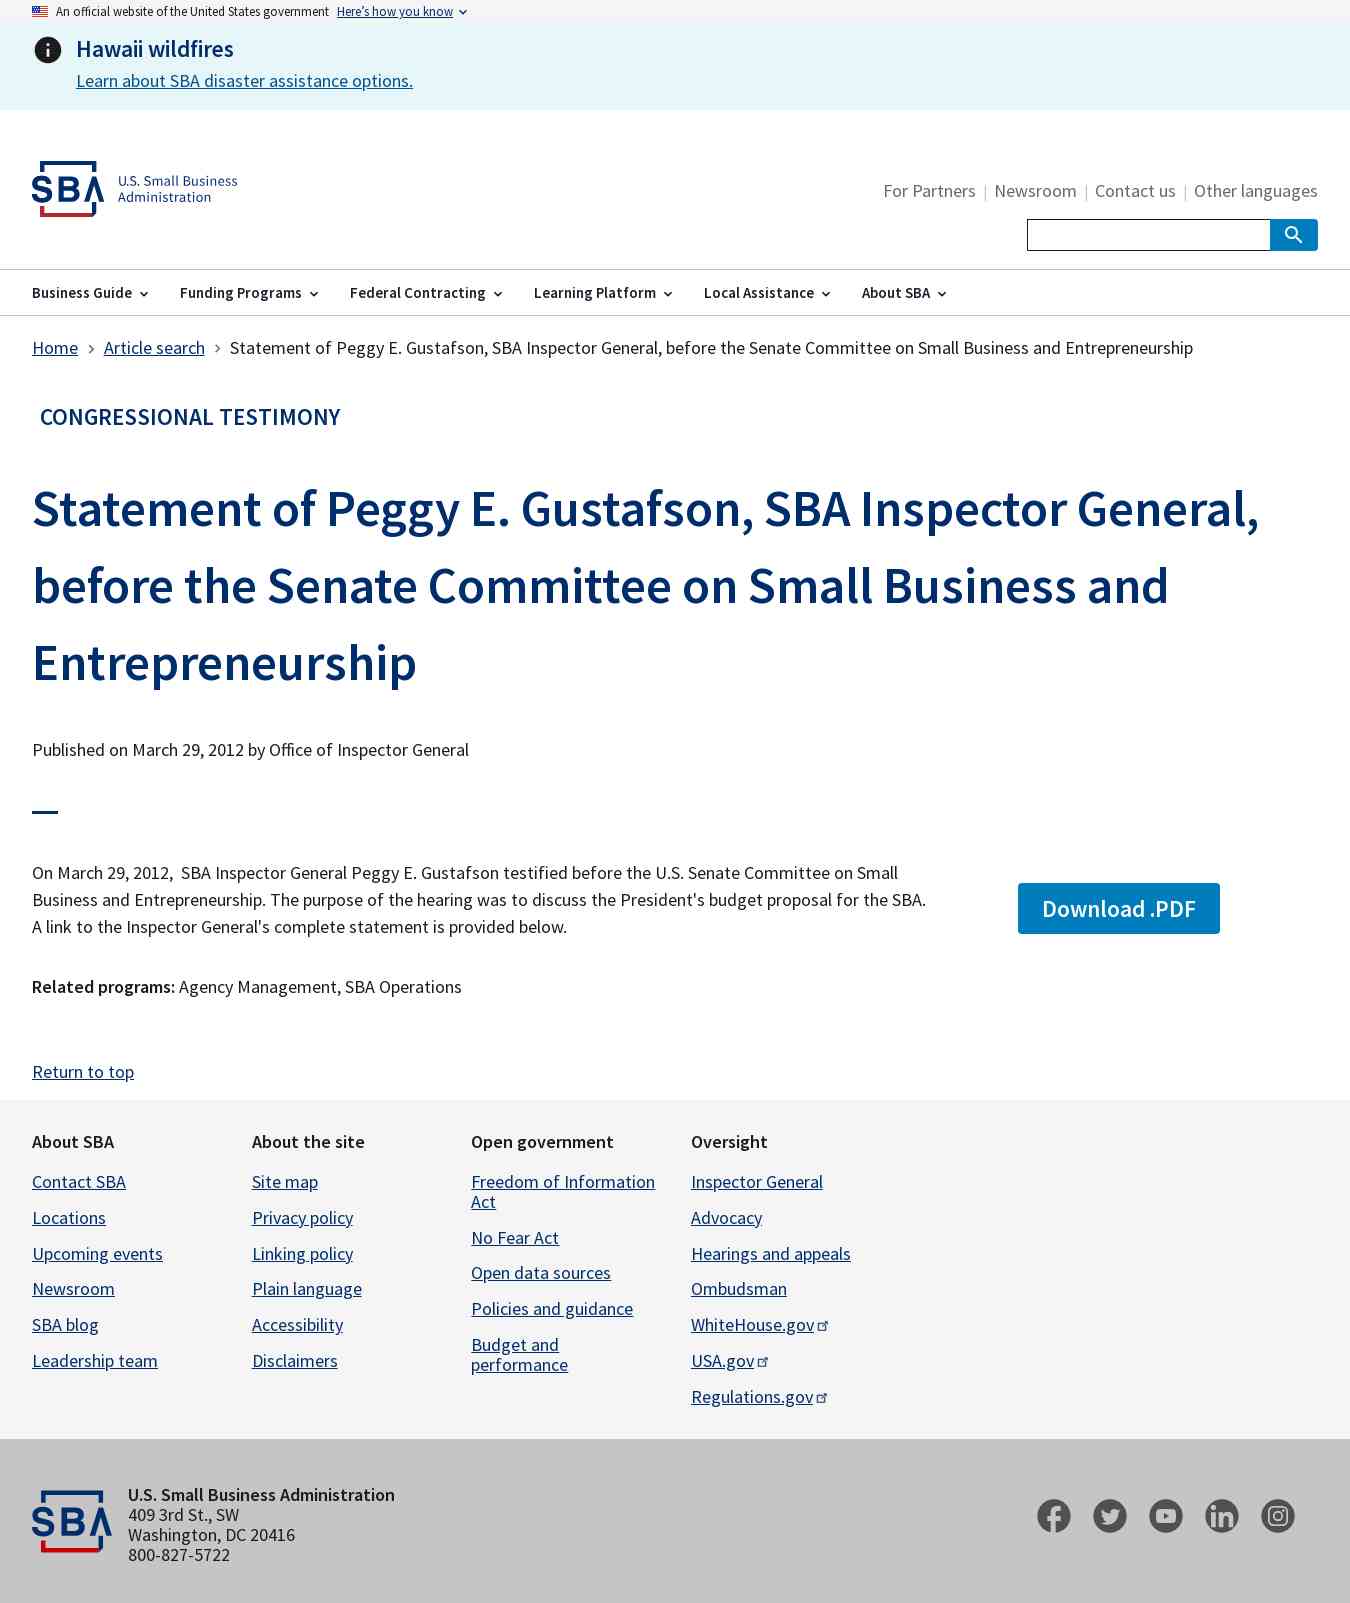 An official website of the United States government Here’s how you know
Hawaii wildfires
Learn about SBA disaster assistance options.
SBA U.S. Small Business
Administration
For Partners | Newsroom | Contact us | Other languages
Business Guide Funding Programs Federal Contracting Learning Platform Local Assistance About SBA
Home Article search Statement of Peggy E. Gustafson, SBA Inspector General, before the Senate Committee on Small Business and Entrepreneurship
CONGRESSIONAL TESTIMONY
Statement of Peggy E. Gustafson, SBA Inspector General,
before the Senate Committee on Small Business and
Entrepreneurship
Published on March 29, 2012 by Office of Inspector General
On March 29, 2012,  SBA Inspector General Peggy E. Gustafson testified before the U.S. Senate Committee on Small
Business and Entrepreneurship. The purpose of the hearing was to discuss the President's budget proposal for the SBA.
A link to the Inspector General's complete statement is provided below.
Download .PDF
Related programs: Agency Management, SBA Operations
Return to top
About SBA
Contact SBA
Locations
Upcoming events
Newsroom
SBA blog
Leadership team
About the site
Site map
Privacy policy
Linking policy
Plain language
Accessibility
Disclaimers
Open government
Freedom of Information
Act
No Fear Act
Open data sources
Policies and guidance
Budget and
performance
Oversight
Inspector General
Advocacy
Hearings and appeals
Ombudsman
WhiteHouse.gov
USA.gov
Regulations.gov
SBA
U.S. Small Business Administration
409 3rd St., SW
Washington, DC 20416
800-827-5722